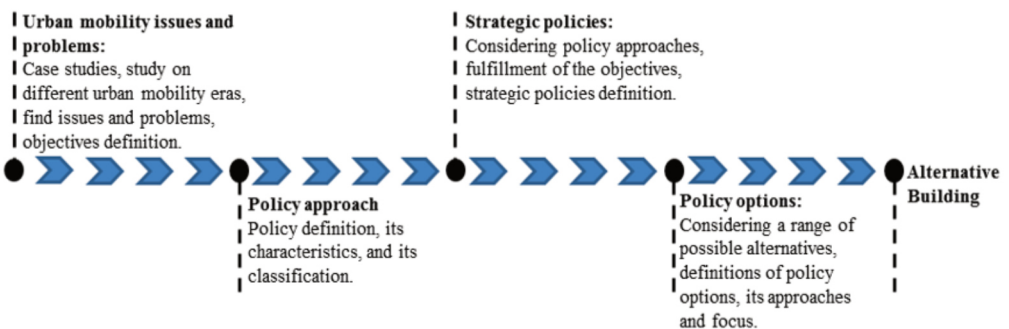 Urban mobility issues and
problems:
Case studies, study on
different urban mobility eras,
find issues and problems,
objectives definition.
Policy approach
Policy definition, its
characteristics, and its
classification.
Strategic policies:
Considering policy approaches,
fulfillment of the objectives,
strategic policies definition.
Policy options:
Considering a range of
possible alternatives,
definitions of policy
options, its approaches
and focus.
Alternative
Building